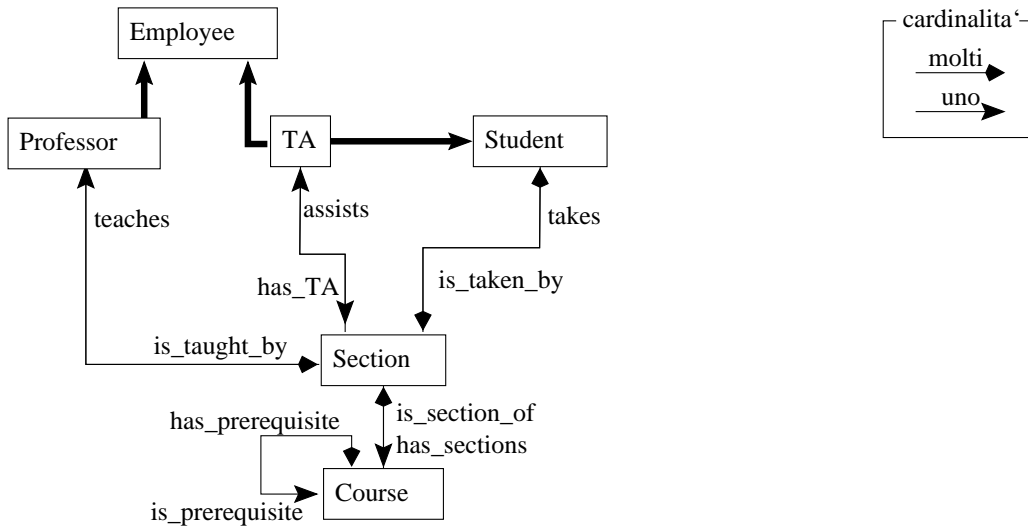 Employee
cardinalita‘
molti
uno
Professor
TA
Student
teaches
assists
takes
has_TA
is_taken_by
is_taught_by
Section
has_prerequisite
is_section_of
has_sections
Course
is_prerequisite